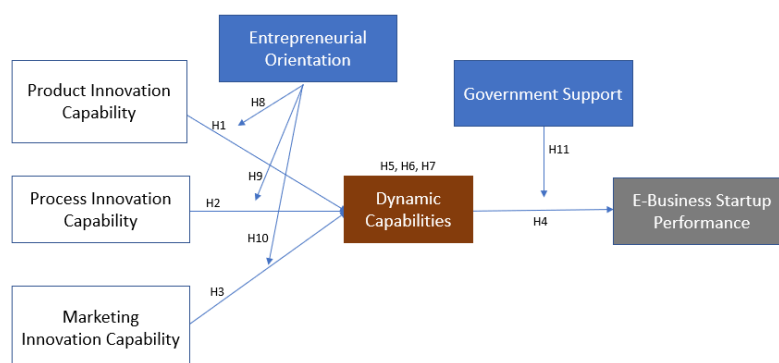 Entrepreneurial
Orientation
Product Innovation
Capability
Government Support
H8
H1
H11
H5, H6, H7
H9
Process Innovation
Capability
H2
Dynamic
Capabilities
H4
E-Business Startup
Performance
H10
H3
Marketing
Innovation Capability